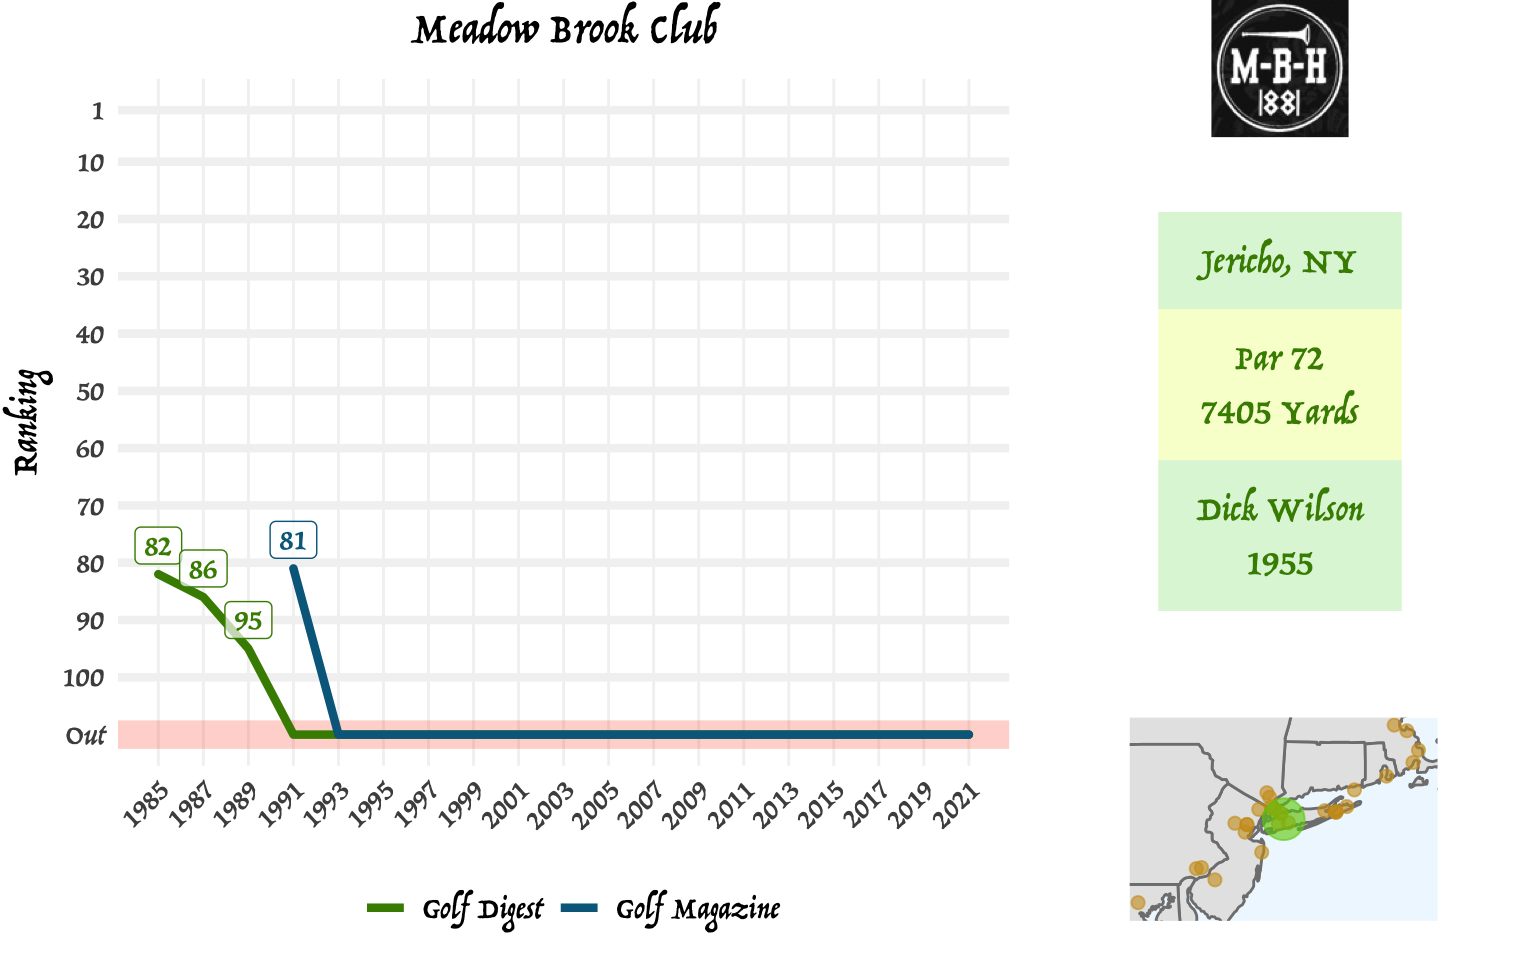 Meadow Brook Club
M-B-H
1881
Ranking
1
10
20
30
40
50
60
70
80
90
100
Out
82
86
95
81
1985 1987 1989 1991 1993 1995 1997 1999 2001 2003 2005 2007 2009 2011 2013 2015 2017 2019 2021
Golf Digest Golf Magazine
Jericho, NY
Par 72
7405 Yards
Dick Wilson
1955